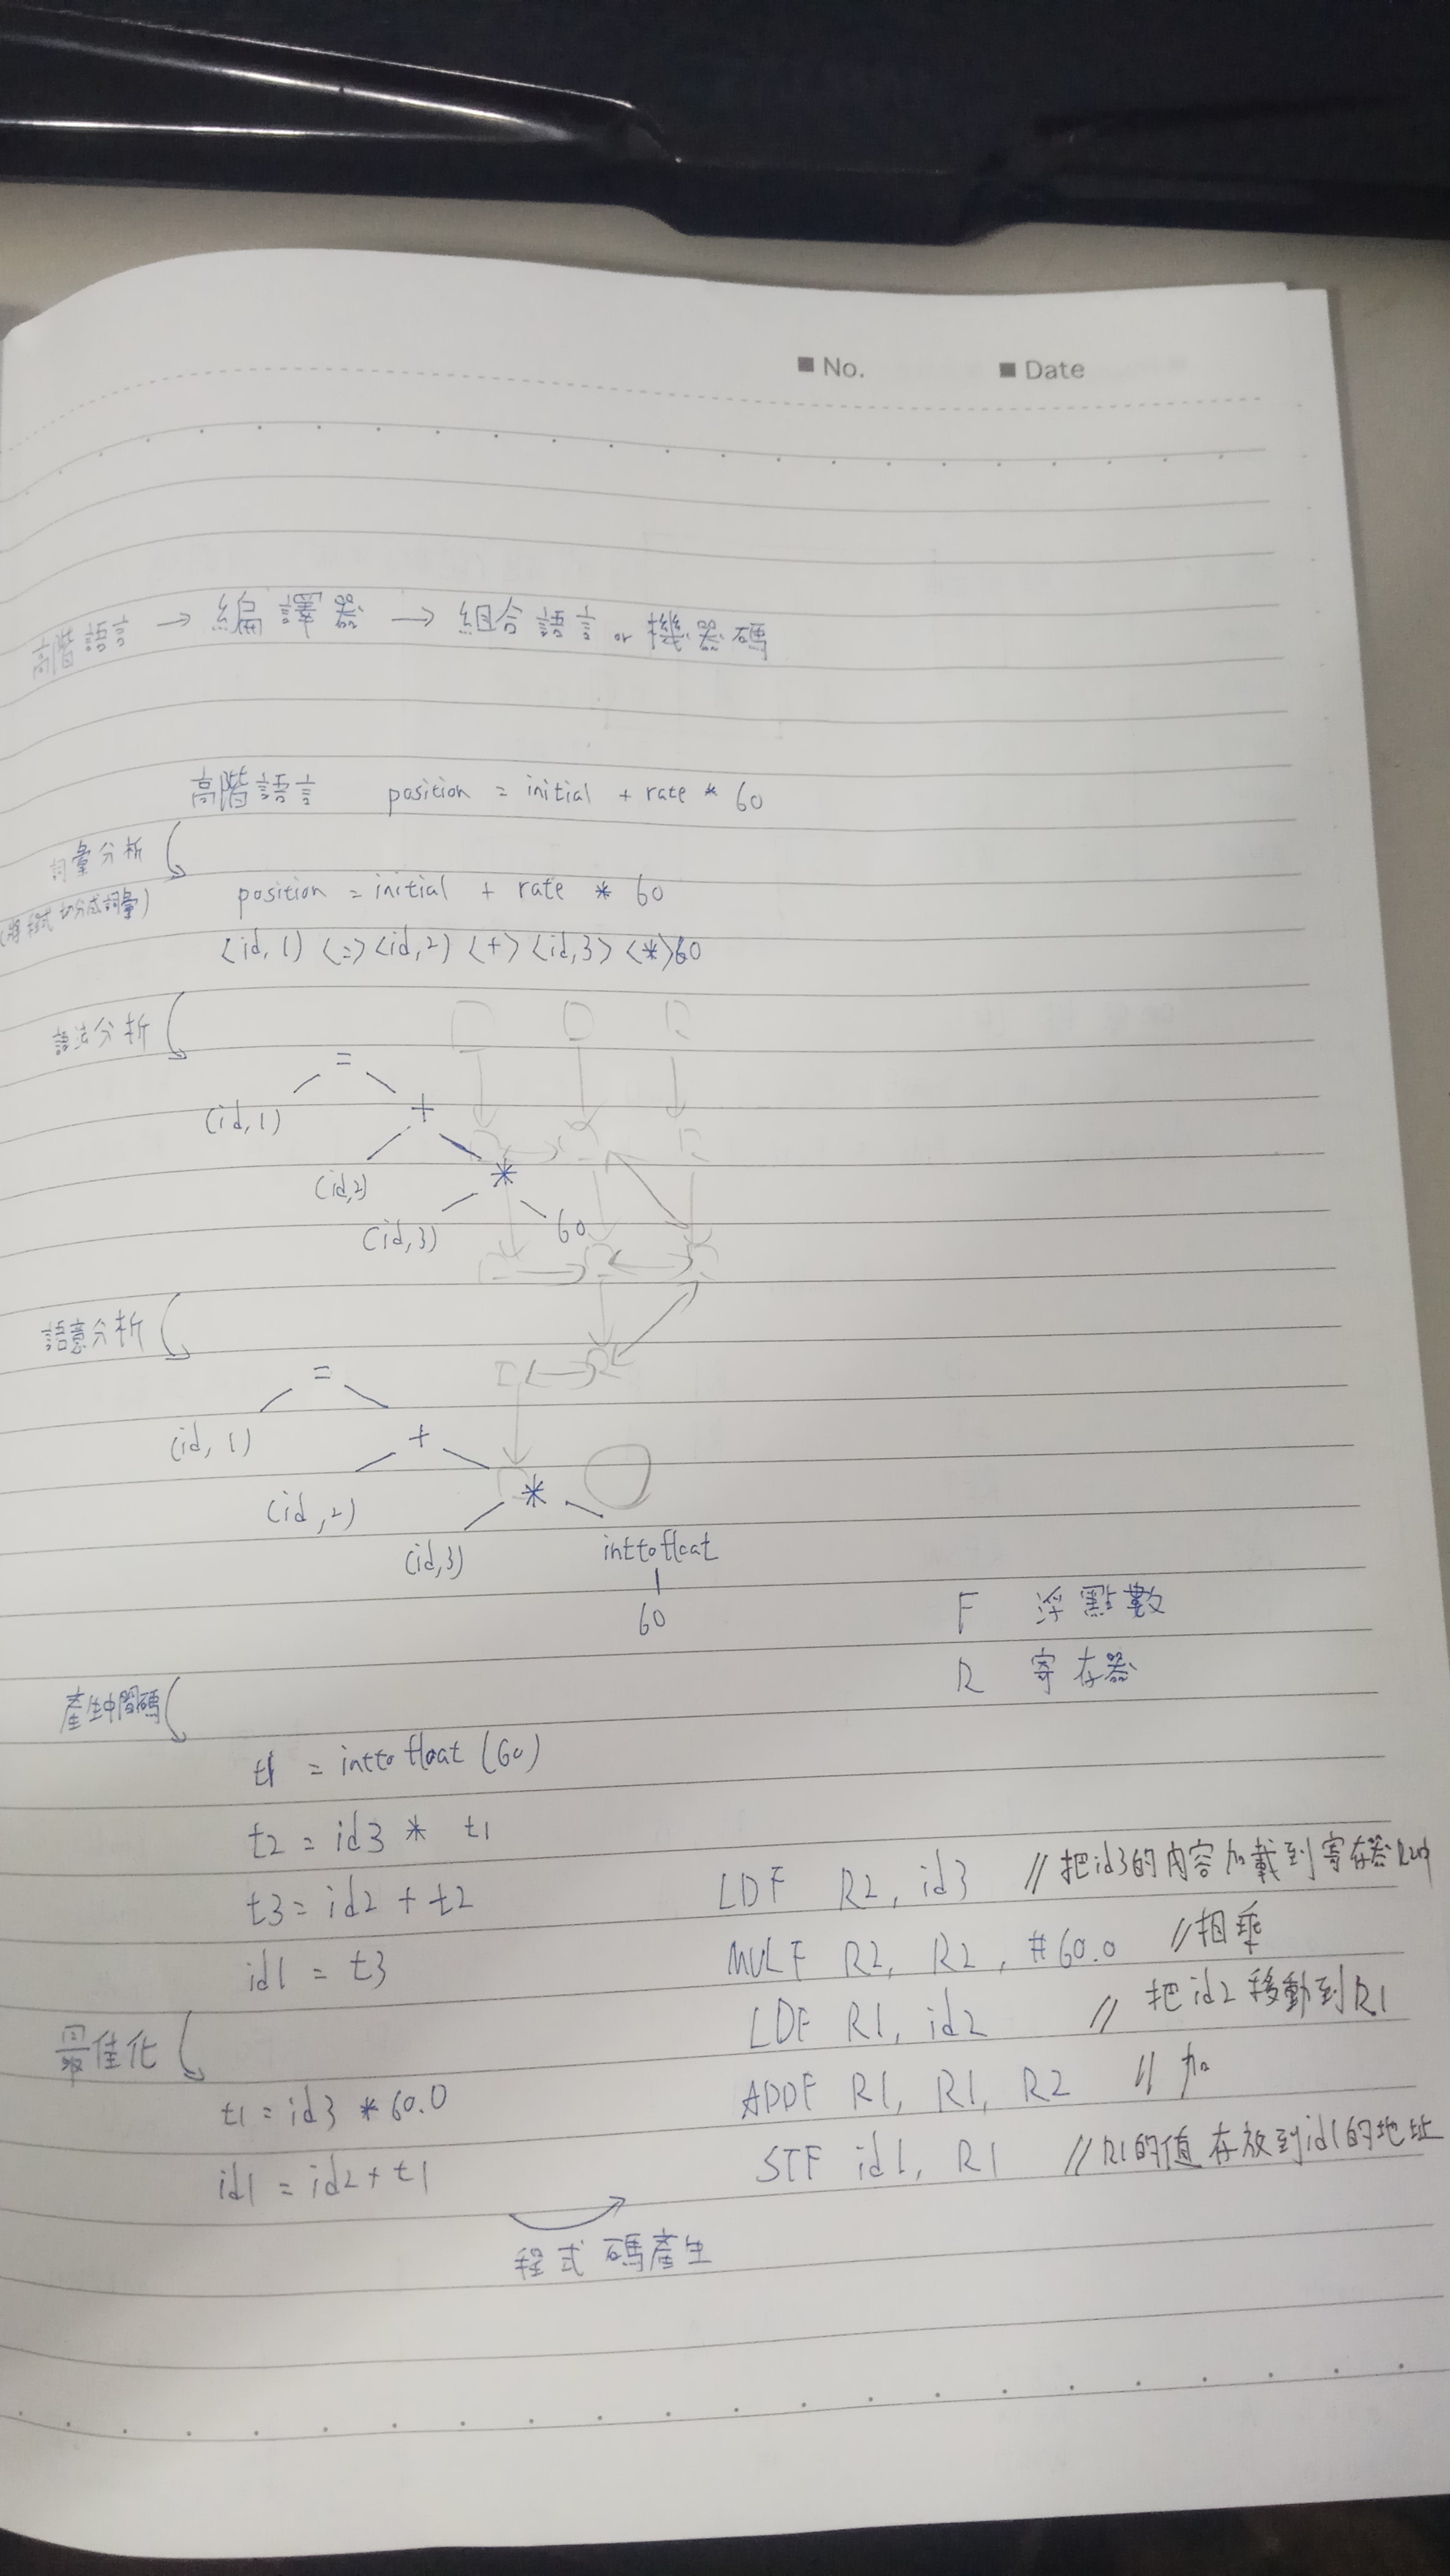 ■ No. ■ Date
高階語言 → 編譯器 → 組合語言 or 機器碼
高階語言 position = initial + rate * 60
詞彙分析
(將程式切分成詞彙)
position = initial + rate * 60
<id, 1> <=> <id, 2> <+> <id, 3> <*> 60
語法分析
=
(id, 1) +
(id, 2) *
(id, 3) 60
語意分析
=
(id, 1) +
(id, 2) *
(id, 3) inttofloat
60
F 浮點數
R 寄存器
產生中間碼
t1 = inttofloat (60)
t2 = id3 * t1
t3 = id2 + t2
id1 = t3
最佳化
t1 = id3 * 60.0
id1 = id2 + t1
程式碼產生
LDF R2, id3 // 把id3的內容加載到寄存器R2中
MULF R2, R2, #60.0 // 相乘
LDF R1, id2 // 把id2移動到R1
ADDF R1, R1, R2 // 加
STF id1, R1 // R1的值存放到id1的地址